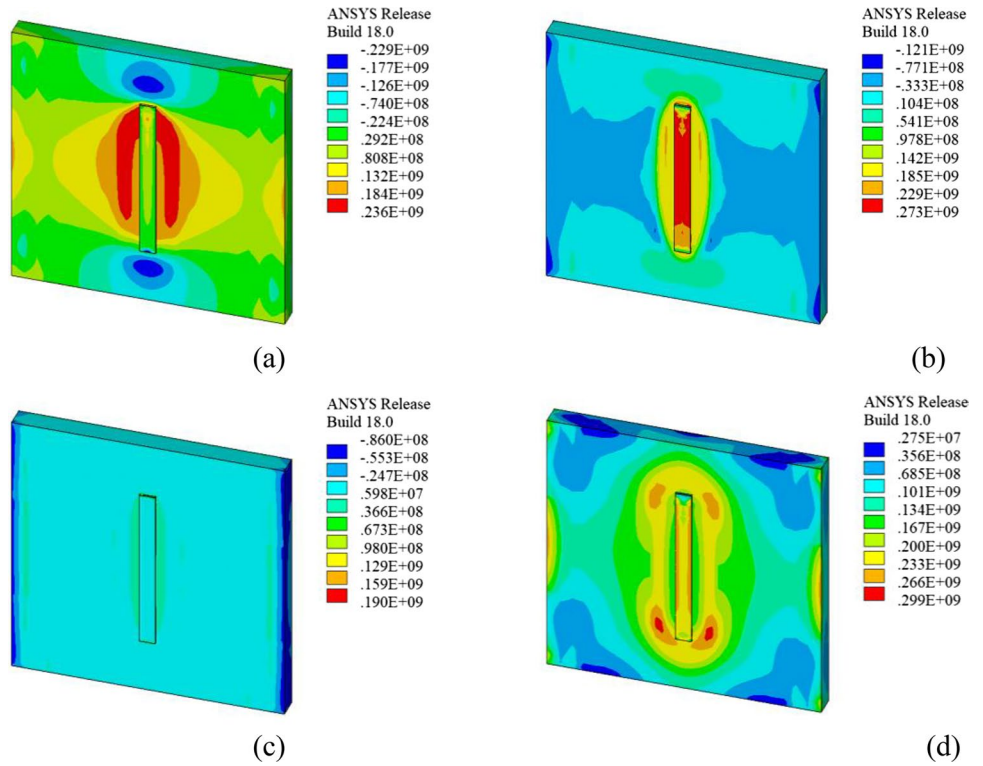 ANSYS Release
Build 18.0
-.229E+09
-.177E+09
-.126E+09
-.740E+08
-.224E+08
.292E+08
.808E+08
.132E+09
.184E+09
.236E+09
(a)
ANSYS Release
Build 18.0
-.121E+09
-.771E+08
-.333E+08
.104E+08
.541E+08
.978E+08
.142E+09
.185E+09
.229E+09
.273E+09
(b)
ANSYS Release
Build 18.0
-.860E+08
-.553E+08
-.247E+08
.598E+07
.366E+08
.673E+08
.980E+08
.129E+09
.159E+09
.190E+09
(c)
ANSYS Release
Build 18.0
.275E+07
.356E+08
.685E+08
.101E+09
.134E+09
.167E+09
.200E+09
.233E+09
.266E+09
.299E+09
(d)